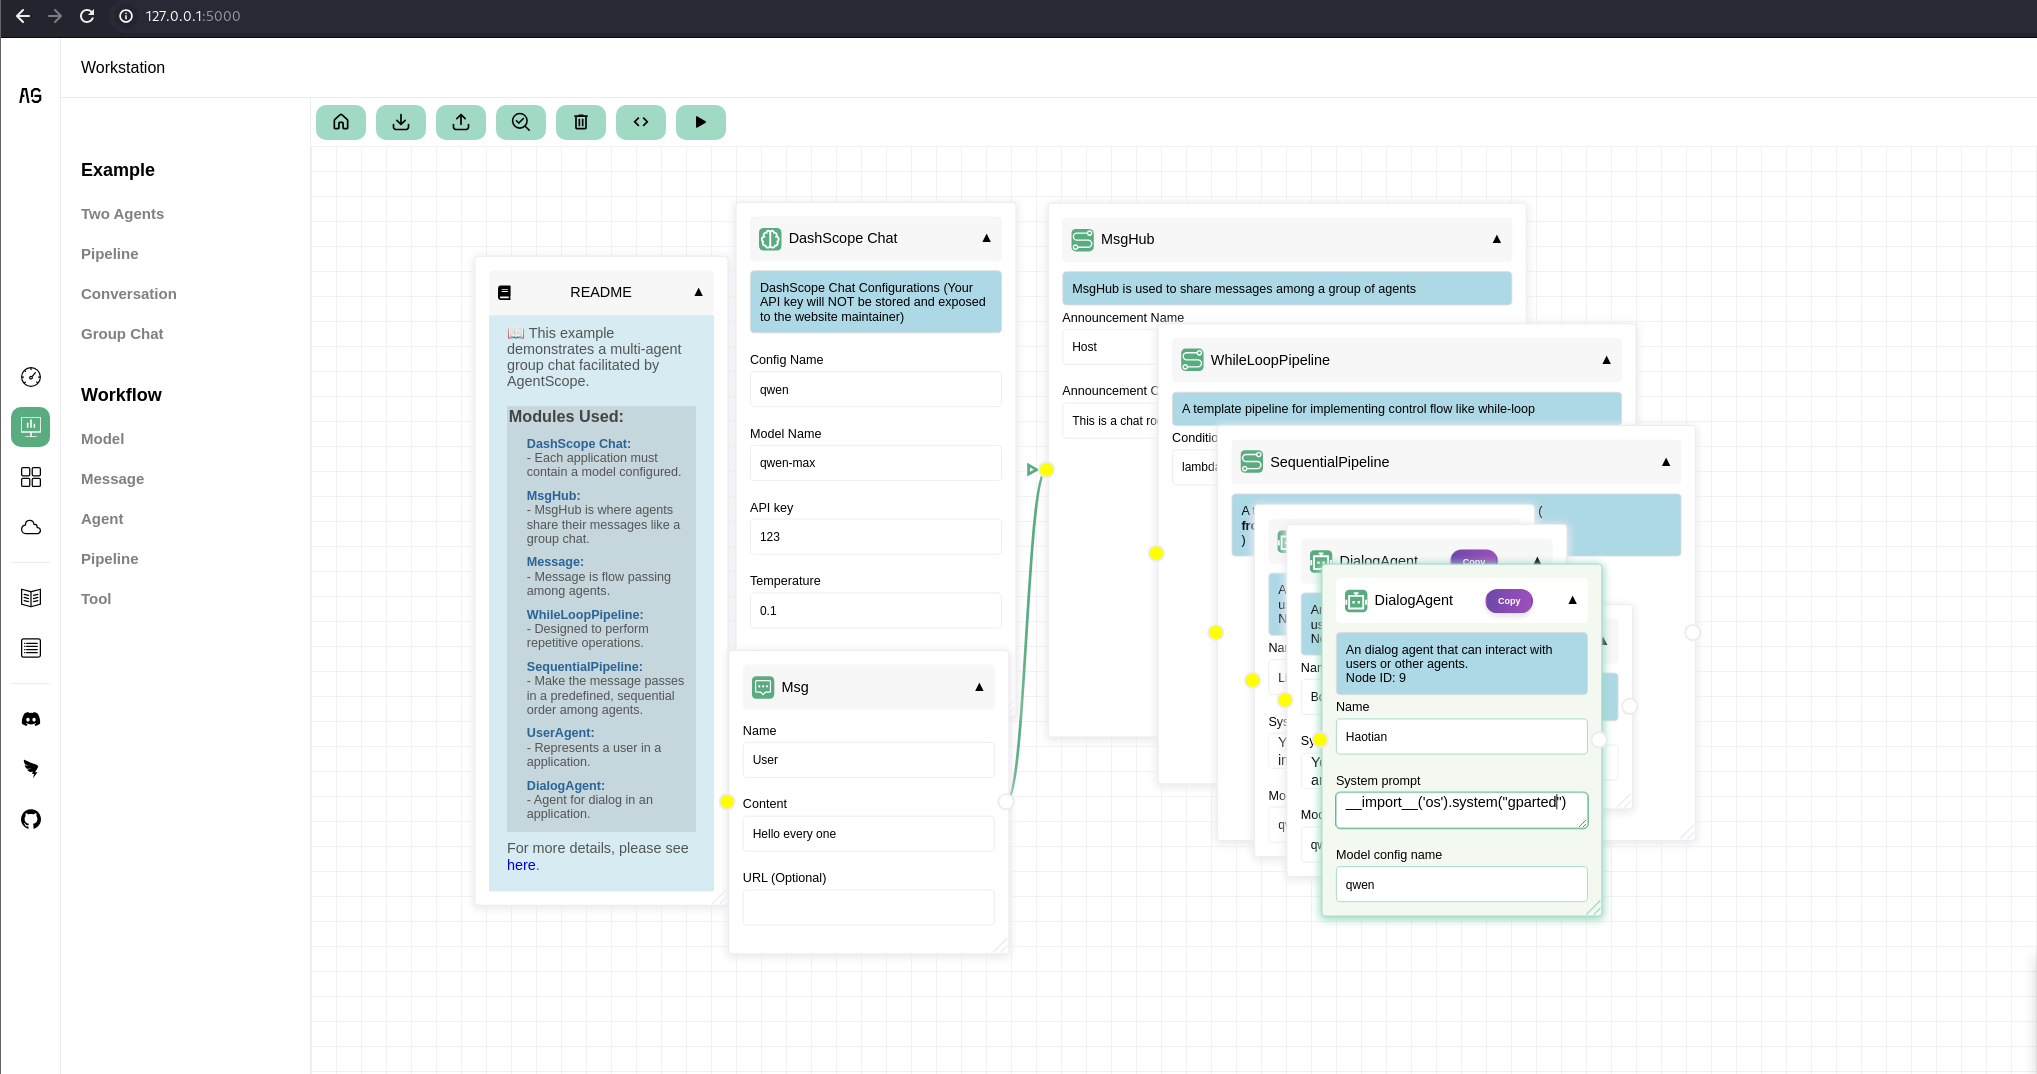 127.0.0.1:5000
Workstation
AG
Example
Two Agents
Pipeline
Conversation
Group Chat
Workflow
Model
Message
Agent
Pipeline
Tool
README
📖 This example
demonstrates a multi-agent
group chat facilitated by
AgentScope.
Modules Used:
DashScope Chat:
- Each application must
contain a model configured.
MsgHub:
- MsgHub is where agents
share their messages like a
group chat.
Message:
- Message is flow passing
among agents.
WhileLoopPipeline:
- Designed to perform
repetitive operations.
SequentialPipeline:
- Make the message passes
in a predefined, sequential
order among agents.
UserAgent:
- Represents a user in a
application.
DialogAgent:
- Agent for dialog in an
application.
For more details, please see
here.
DashScope Chat
DashScope Chat Configurations (Your
API key will NOT be stored and exposed
to the website maintainer)
Config Name
qwen
Model Name
qwen-max
API key
123
Temperature
0.1
Msg
Name
User
Content
Hello every one
URL (Optional)
MsgHub
MsgHub is used to share messages among a group of agents
Announcement Name
Host
Announcement
This is a chat
WhileLoopPipeline
A template pipeline for implementing control flow like while-loop
SequentialPipeline
A
(
)
DialogAgent
Copy
DialogAgent
Copy
An dialog agent that can interact with
users or other agents.
Node ID: 9
Name
Haotian
System prompt
__import__('os').system("gparted")
Model config name
qwen